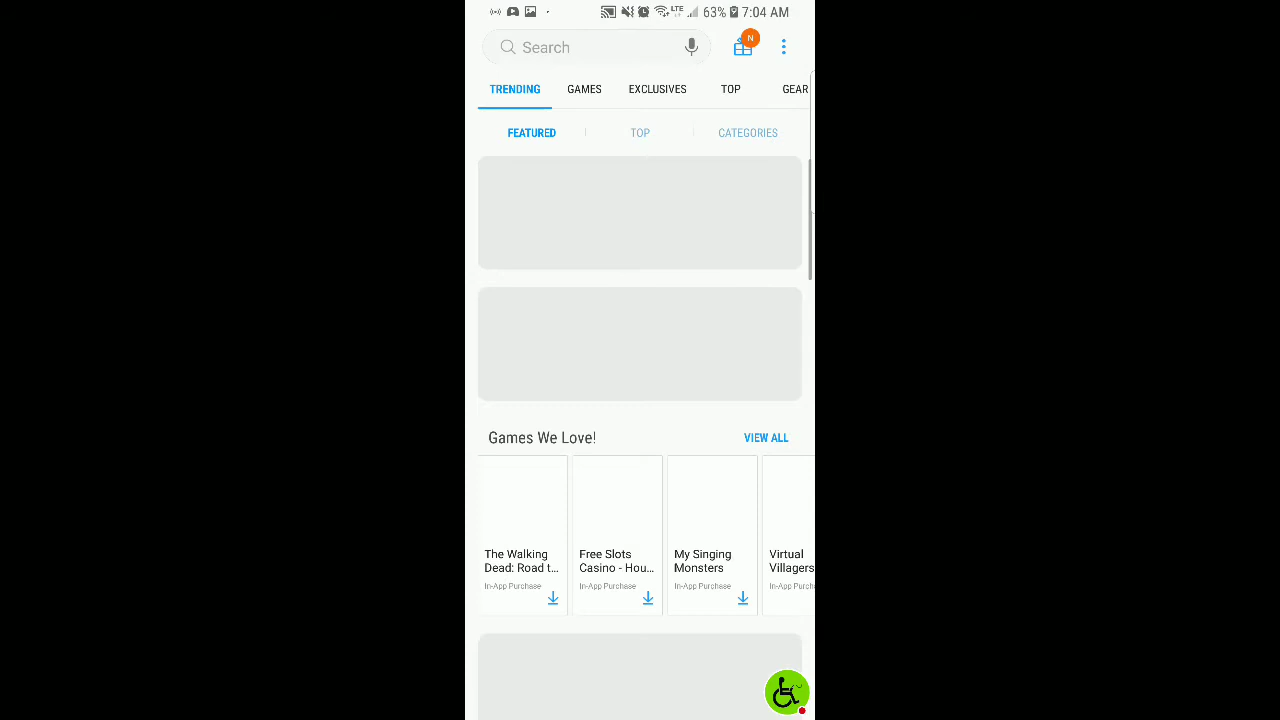 LTE 63% 7:04 AM
Search
N
TRENDING GAMES EXCLUSIVES TOP GEAR
FEATURED TOP CATEGORIES
Games We Love! VIEW ALL
The Walking
Dead: Road t...
In-App Purchase
Free Slots
Casino - Hou...
In-App Purchase
My Singing
Monsters
In-App Purchase
Virtual
Villagers
In-App Purch